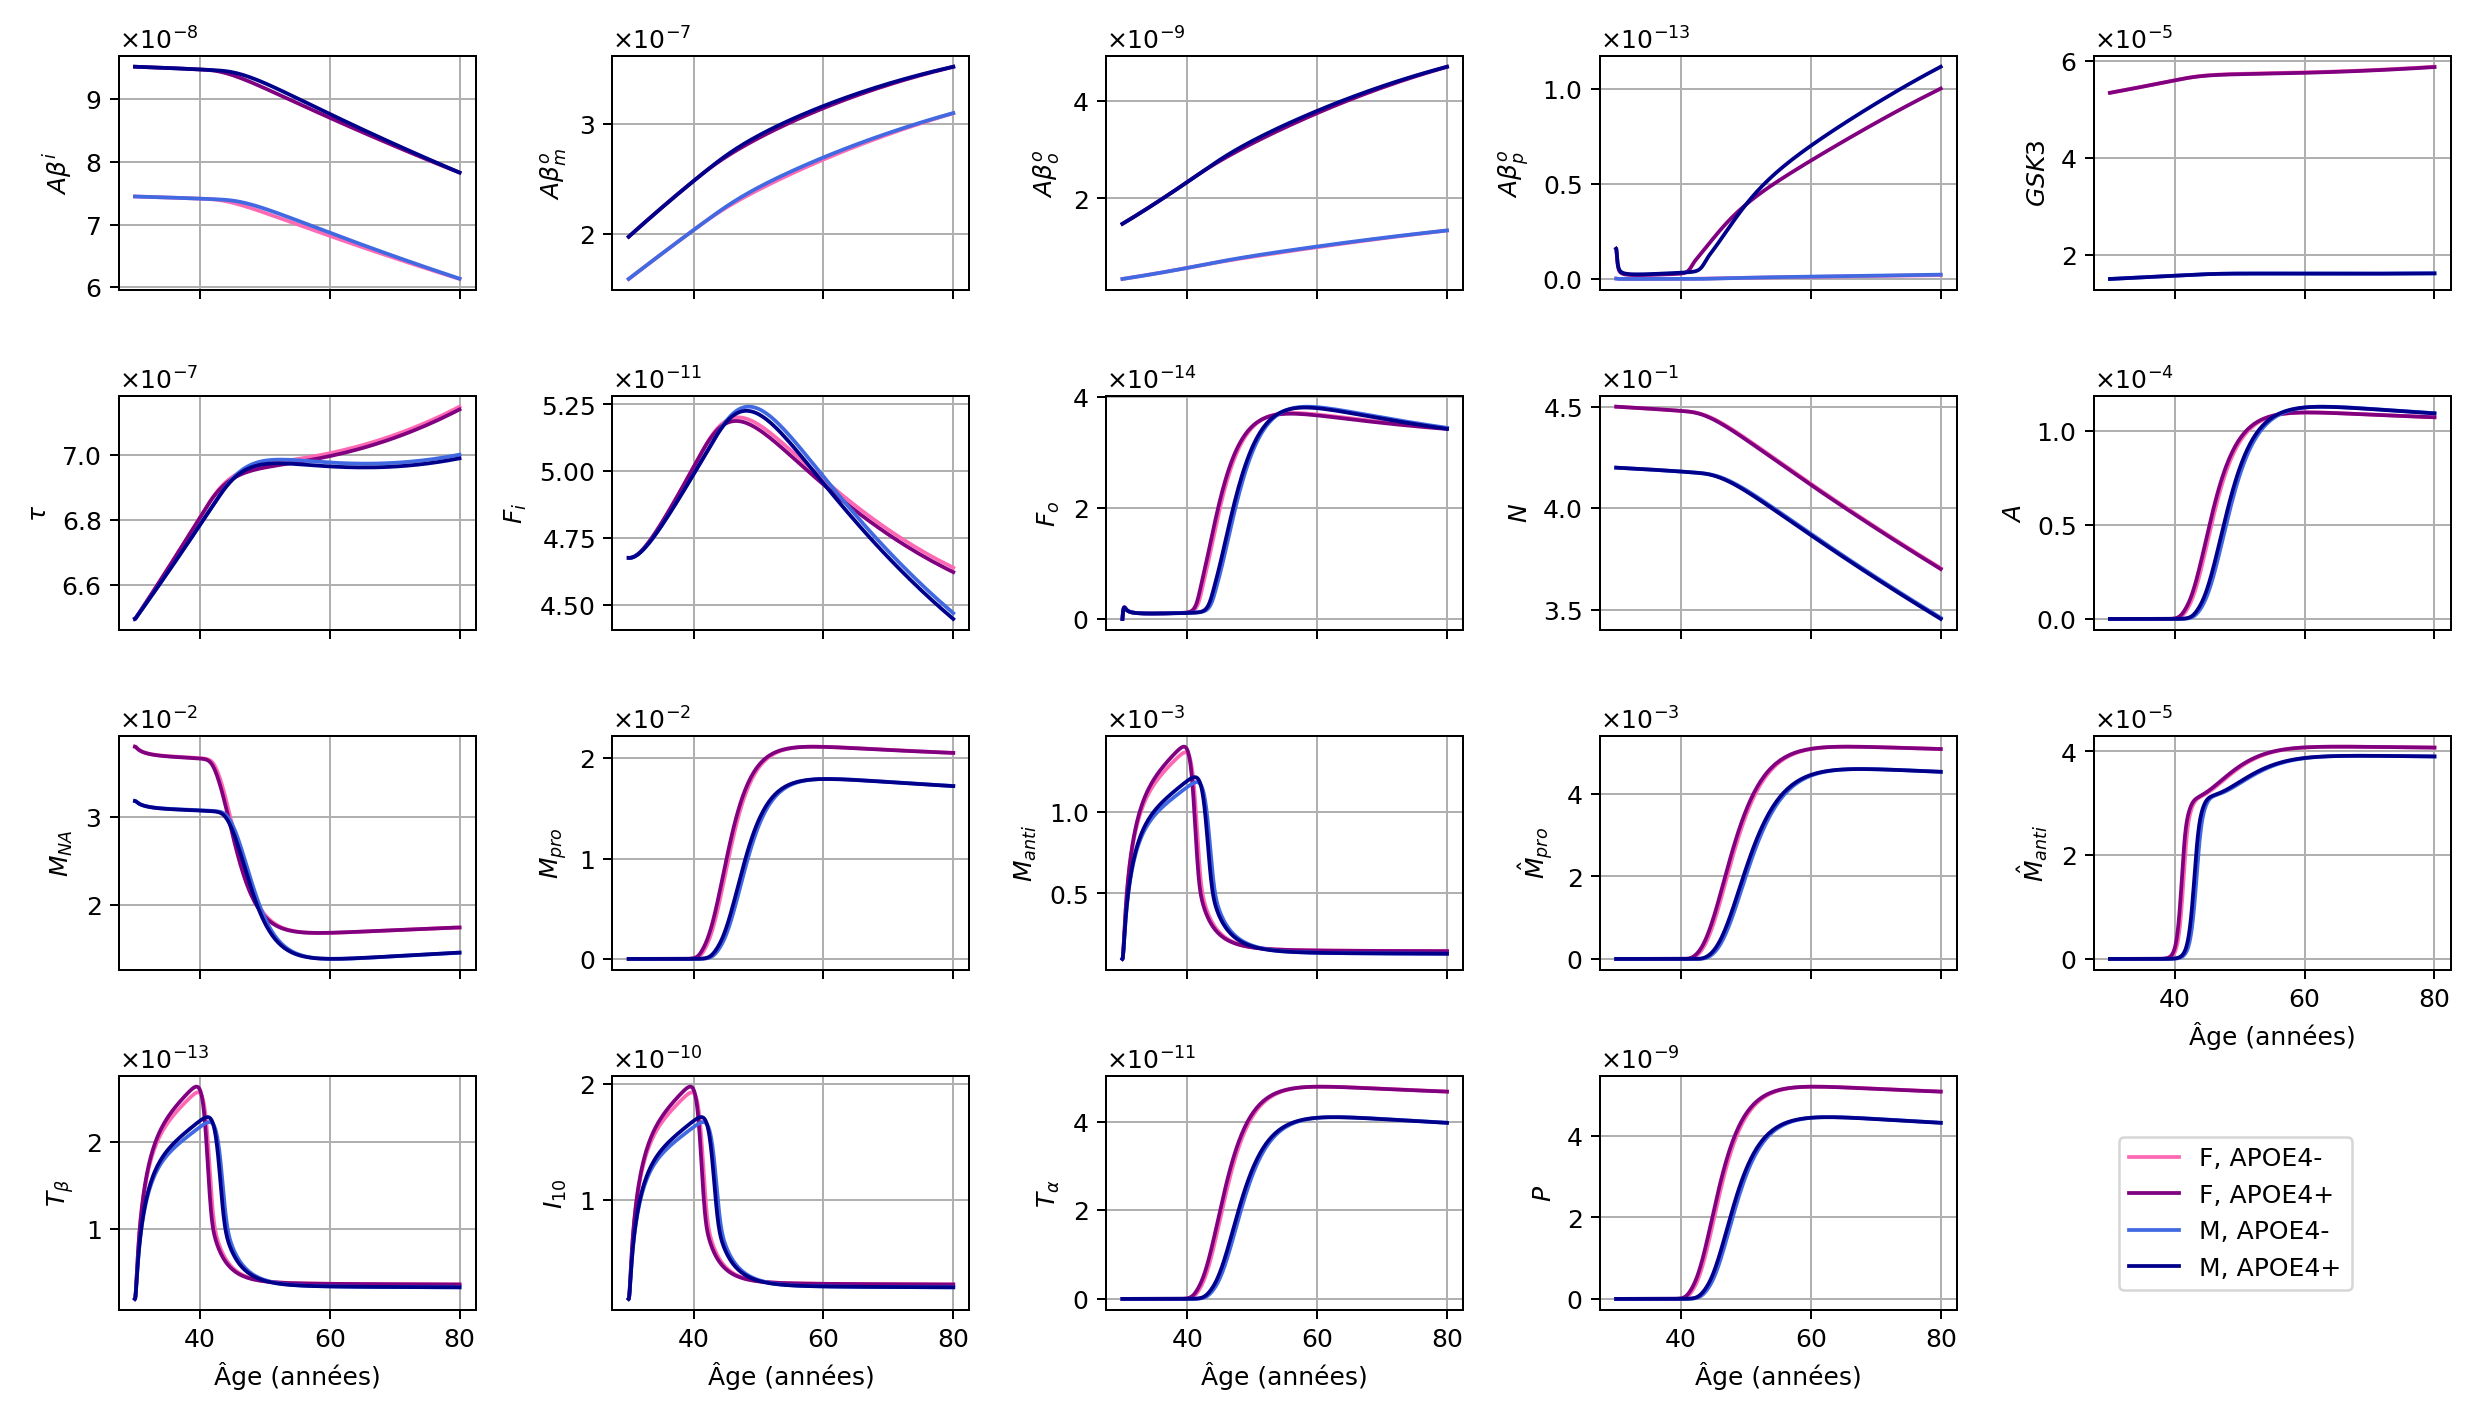 ×10⁻⁸ ×10⁻⁷ ×10⁻⁹ ×10⁻¹³ ×10⁻⁵
Aβⁱ 9 8 7 6
Aβₘᵒ 3 2
Aβₒᵒ 4 2
Aβₚᵒ 1.0 0.5 0.0
GSK3 6 4 2
×10⁻⁷ ×10⁻¹¹ ×10⁻¹⁴ ×10⁻¹ ×10⁻⁴
τ 7.0 6.8 6.6
Fᵢ 5.25 5.00 4.75 4.50
Fₒ 4 2 0
N 4.5 4.0 3.5
A 1.0 0.5 0.0
×10⁻² ×10⁻² ×10⁻³ ×10⁻³ ×10⁻⁵
M_NA 3 2
M_pro 2 1 0
M_anti 1.0 0.5
M̂_pro 4 2 0
M̂_anti 4 2 0
40 60 80
Âge (années)
×10⁻¹³ ×10⁻¹⁰ ×10⁻¹¹ ×10⁻⁹
T_β 2 1
I₁₀ 2 1
T_α 4 2 0
P 4 2 0
F, APOE4-
F, APOE4+
M, APOE4-
M, APOE4+
40 60 80 40 60 80 40 60 80 40 60 80
Âge (années) Âge (années) Âge (années) Âge (années)